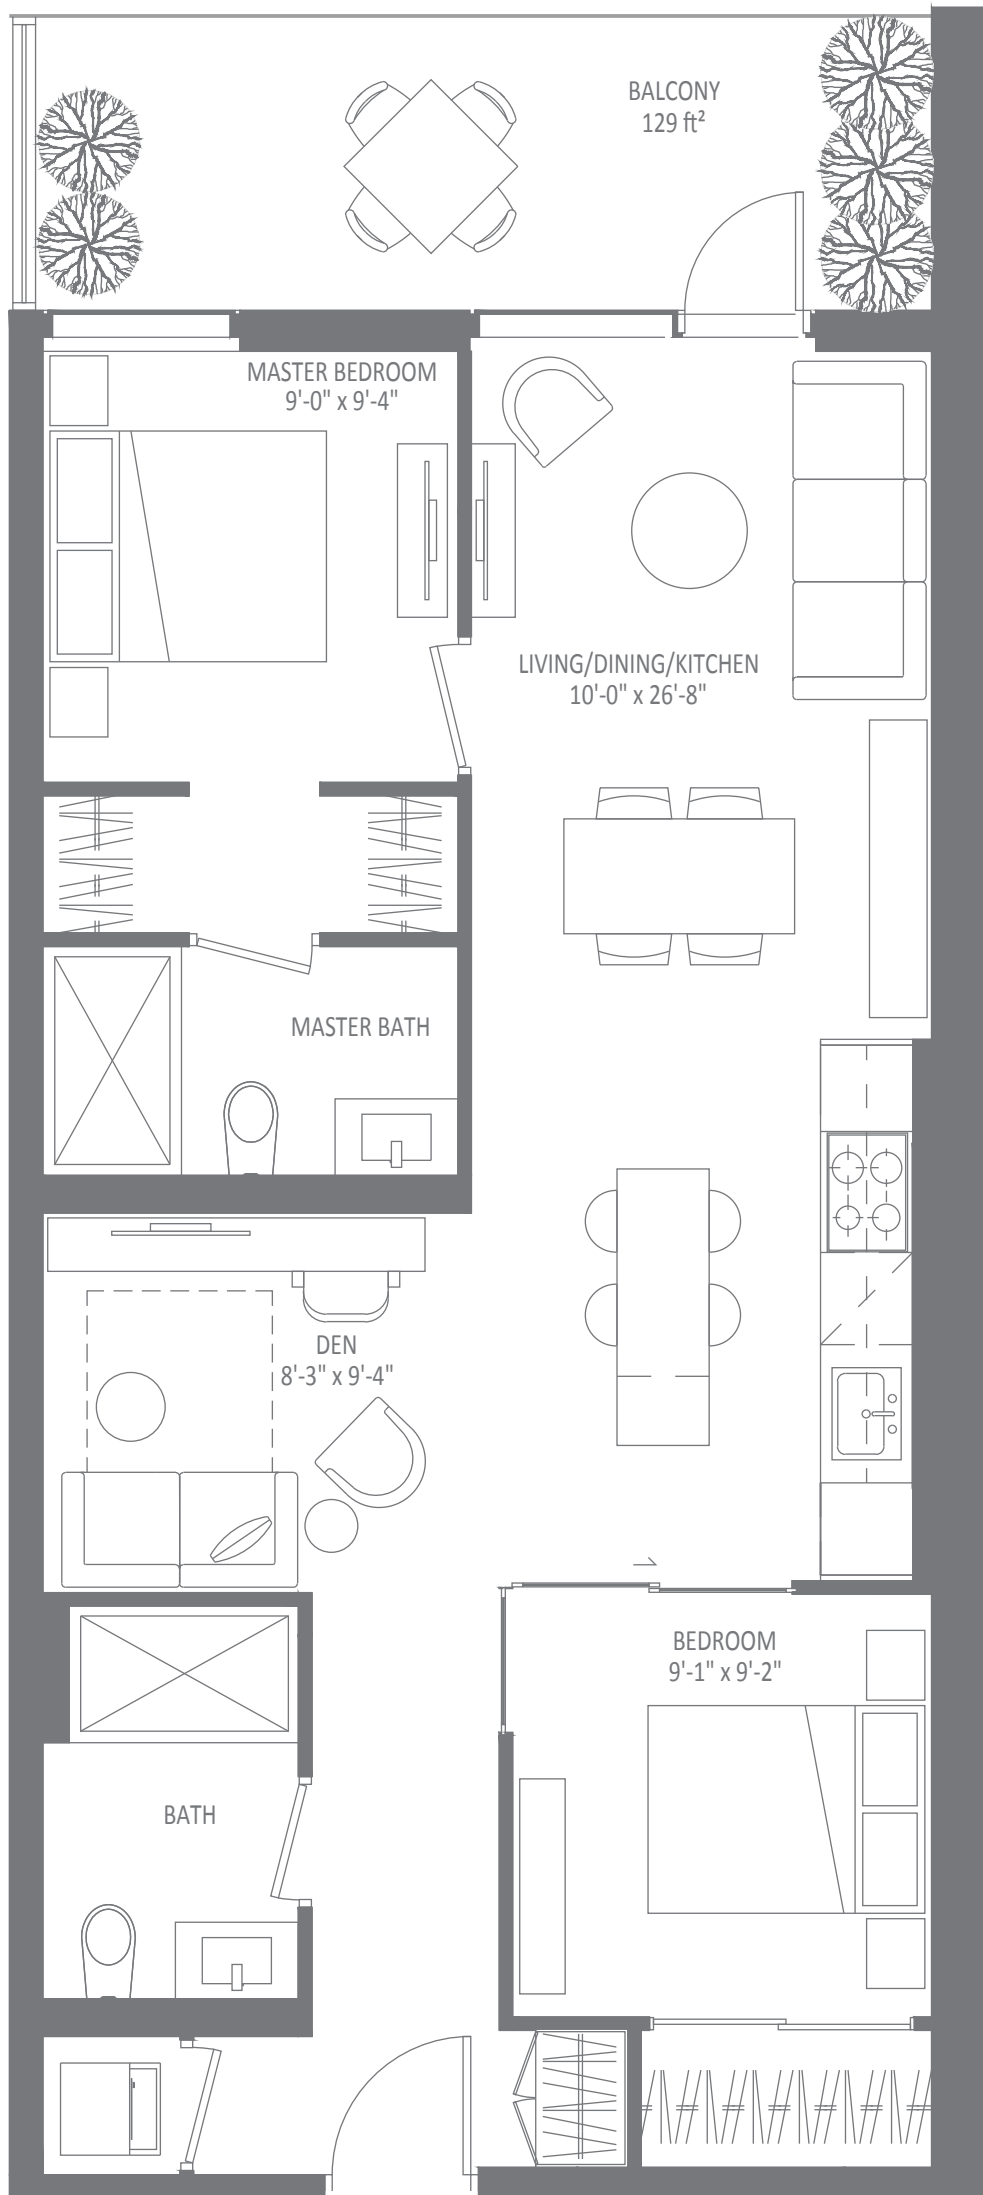 BALCONY
129 ft²
MASTER BEDROOM
9'-0" x 9'-4"
LIVING/DINING/KITCHEN
10'-0" x 26'-8"
MASTER BATH
DEN
8'-3" x 9'-4"
BEDROOM
9'-1" x 9'-2"
BATH